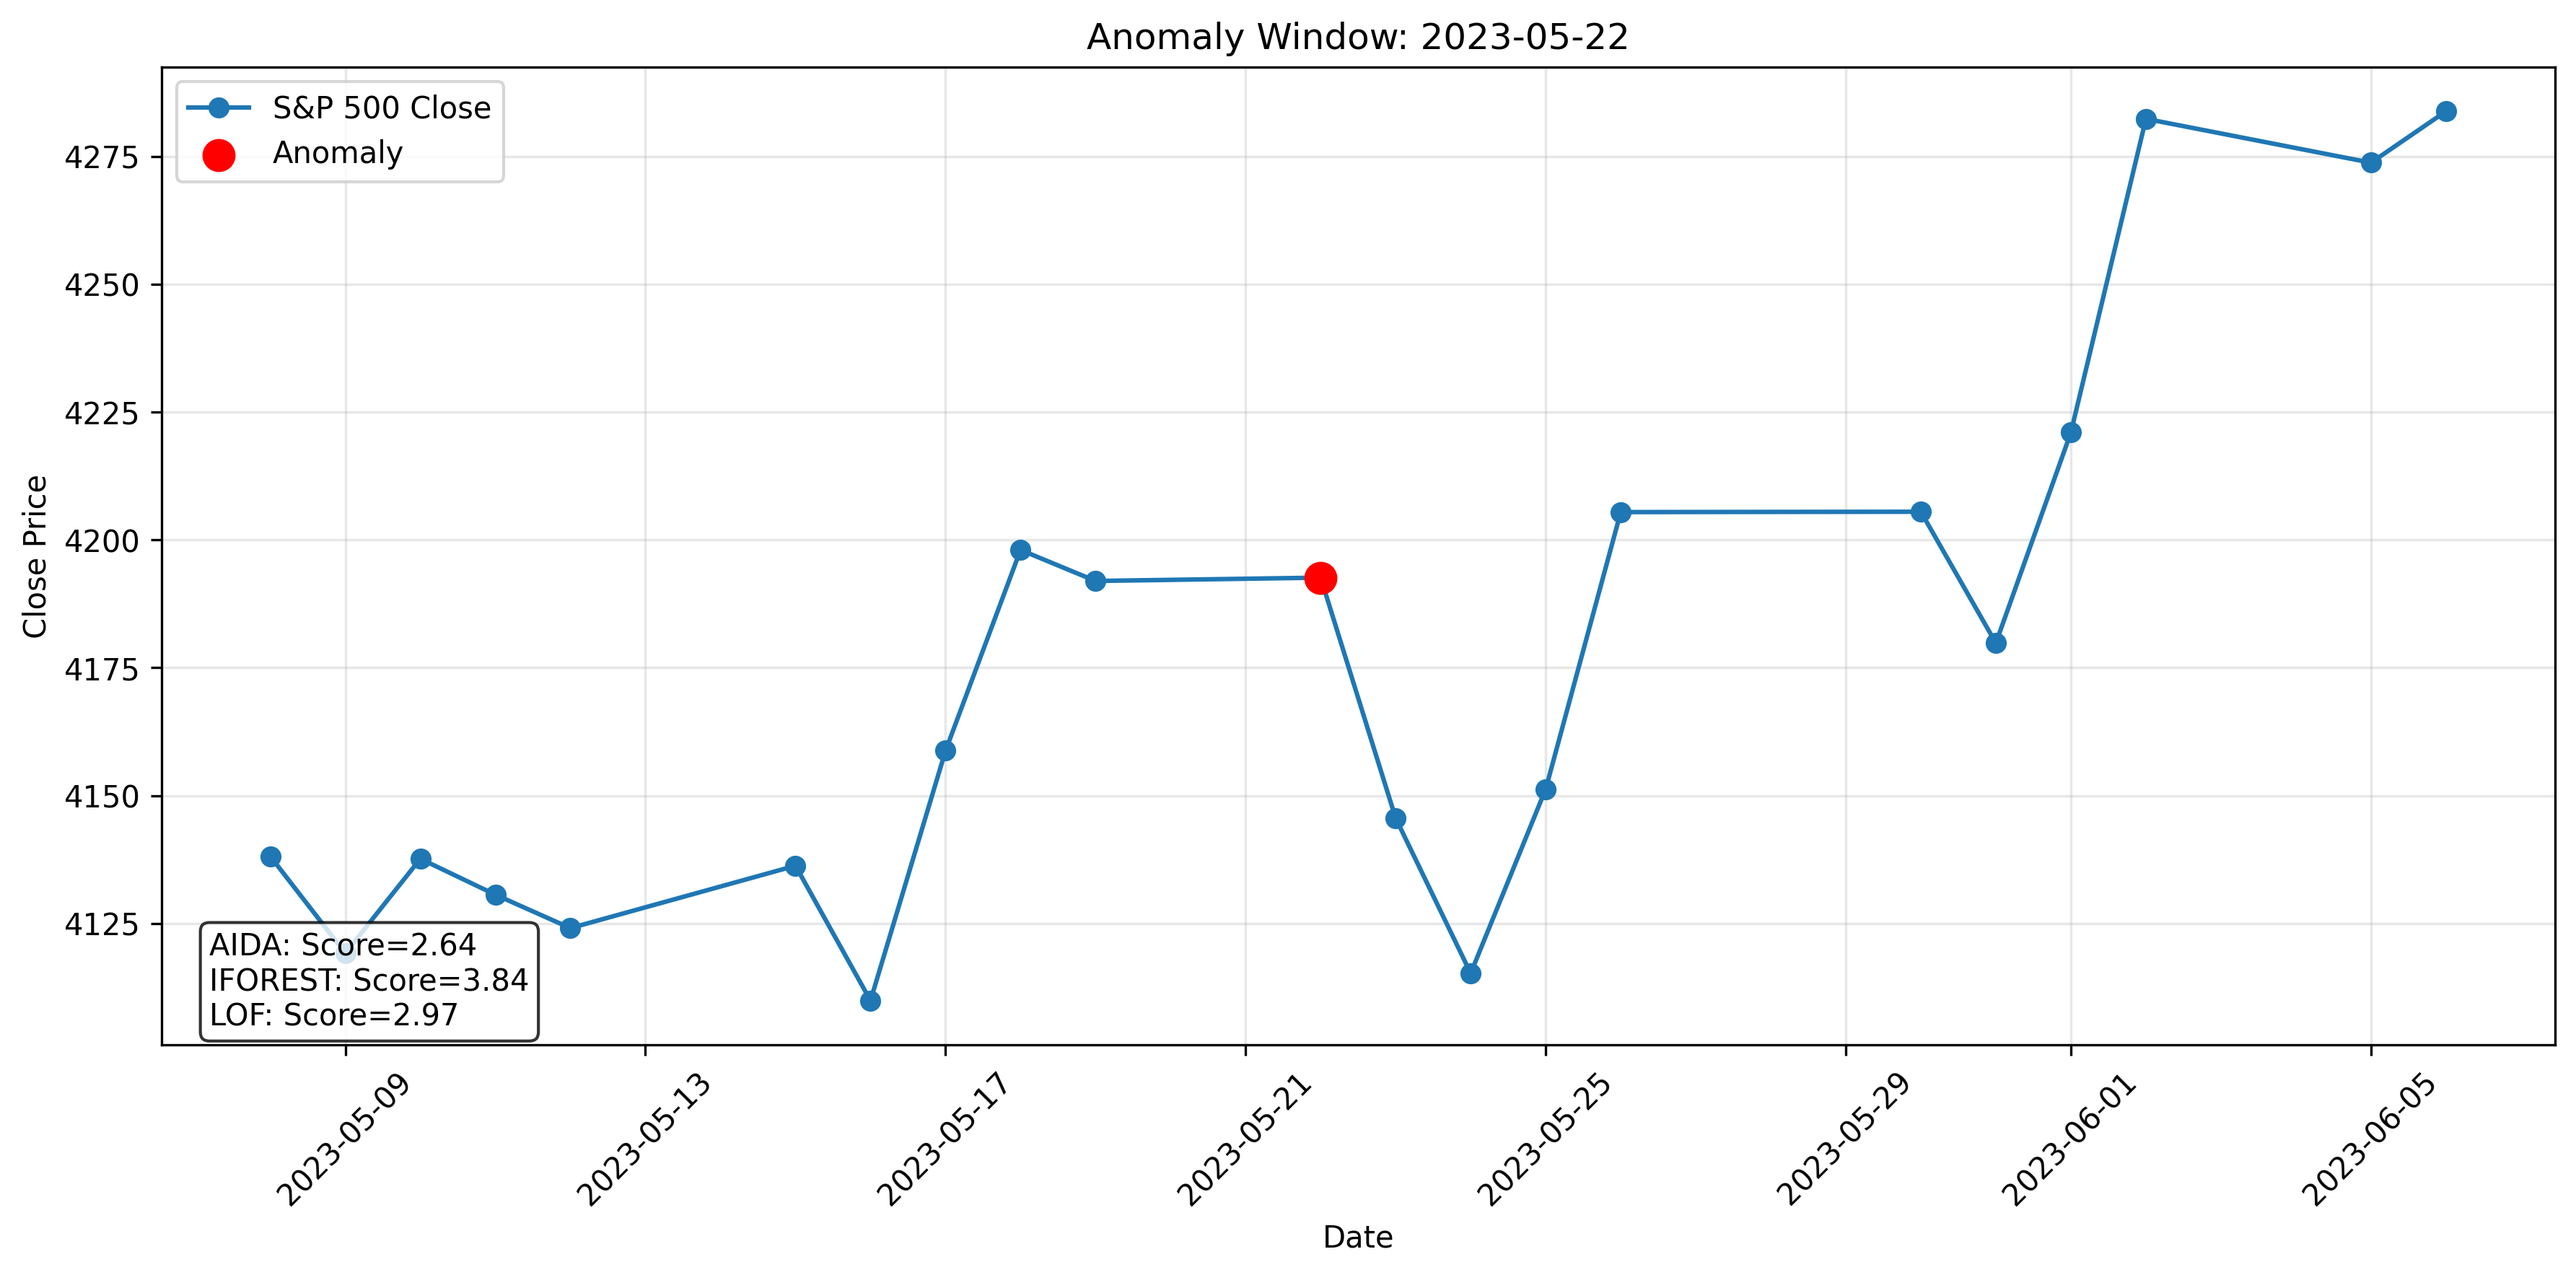 Anomaly Window: 2023-05-22
S&P 500 Close
Anomaly
4275
4250
4225
4200
4175
4150
4125
Close Price
AIDA: Score=2.64
IFOREST: Score=3.84
LOF: Score=2.97
2023-05-09
2023-05-13
2023-05-17
2023-05-21
2023-05-25
2023-05-29
2023-06-01
2023-06-05
Date